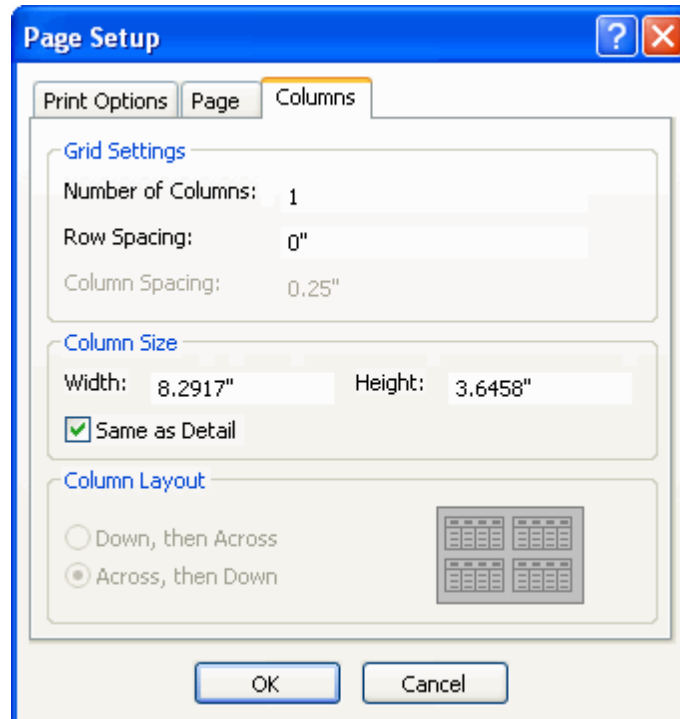 Page Setup
Print Options Page Columns
Grid Settings
Number of Columns: 1
Row Spacing: 0"
Column Spacing: 0.25"
Column Size
Width: 8.2917" Height: 3.6458"
Same as Detail
Column Layout
Down, then Across
Across, then Down
OK Cancel